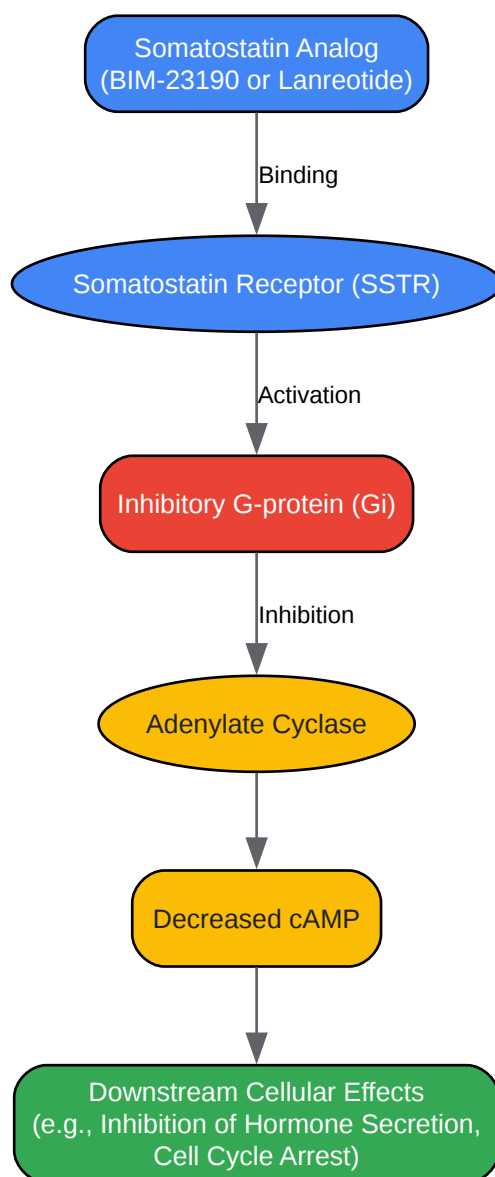 Somatostatin Analog
(BIM-23190 or Lanreotide)
Binding
Somatostatin Receptor (SSTR)
Activation
Inhibitory G-protein (Gi)
Inhibition
Adenylate Cyclase
Decreased cAMP
Downstream Cellular Effects
(e.g., Inhibition of Hormone Secretion,
Cell Cycle Arrest)